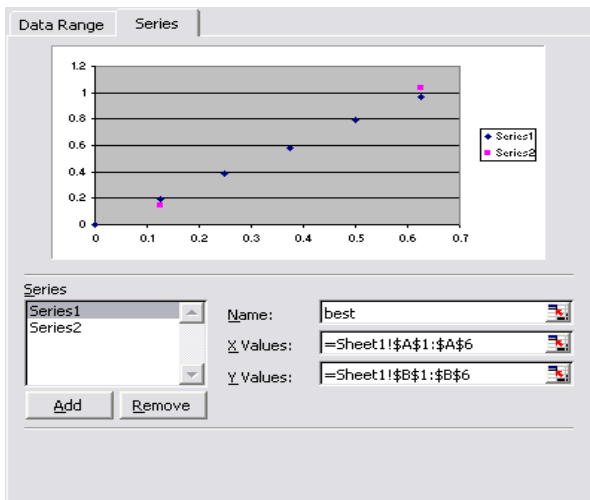 Data Range Series
1.2
1
0.8
0.6
0.4
0.2
0
0 0.1 0.2 0.3 0.4 0.5 0.6 0.7
Series1
Series2
Series
Series1
Series2
Add Remove
Name: best
X Values: =Sheet1!$A$1:$A$6
Y Values: =Sheet1!$B$1:$B$6